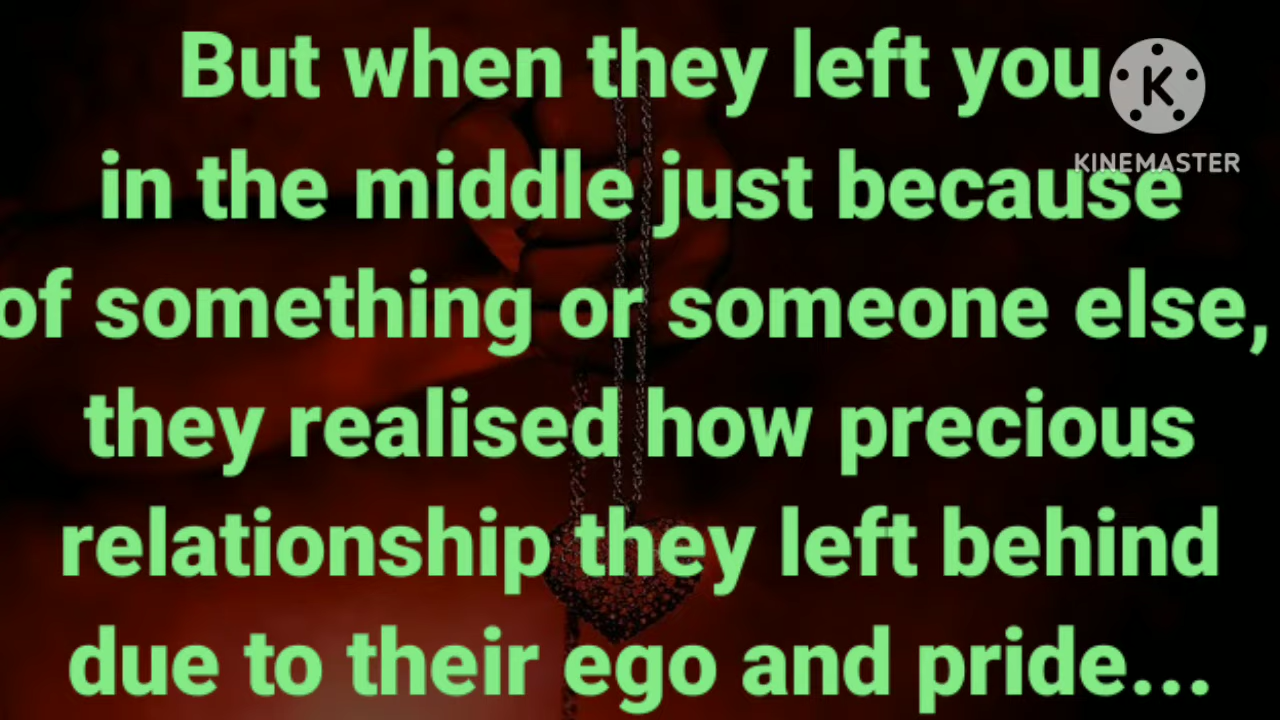 But when they left you
in the middle just because
of something or someone else,
they realised how precious
relationship they left behind
due to their ego and pride...
K
KINEMASTER